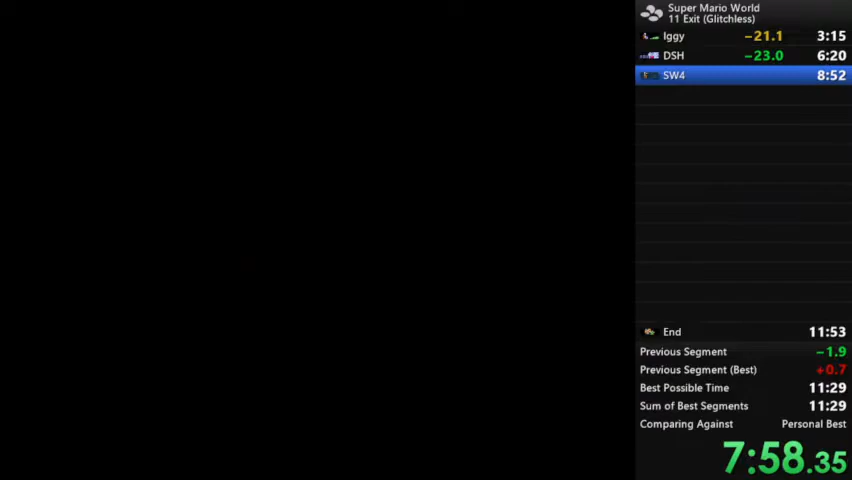 Super Mario World
11 Exit (Glitchless)
Iggy -21.1 3:15
DSH -23.0 6:20
SW4 8:52
End 11:53
Previous Segment -1.9
Previous Segment (Best) +0.7
Best Possible Time 11:29
Sum of Best Segments 11:29
Comparing Against Personal Best
7:58.35